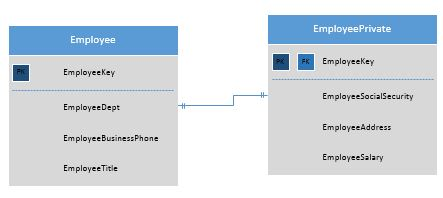 Employee
PK EmployeeKey
EmployeeDept
EmployeeBusinessPhone
EmployeeTitle
EmployeePrivate
PK FK EmployeeKey
EmployeeSocialSecurity
EmployeeAddress
EmployeeSalary